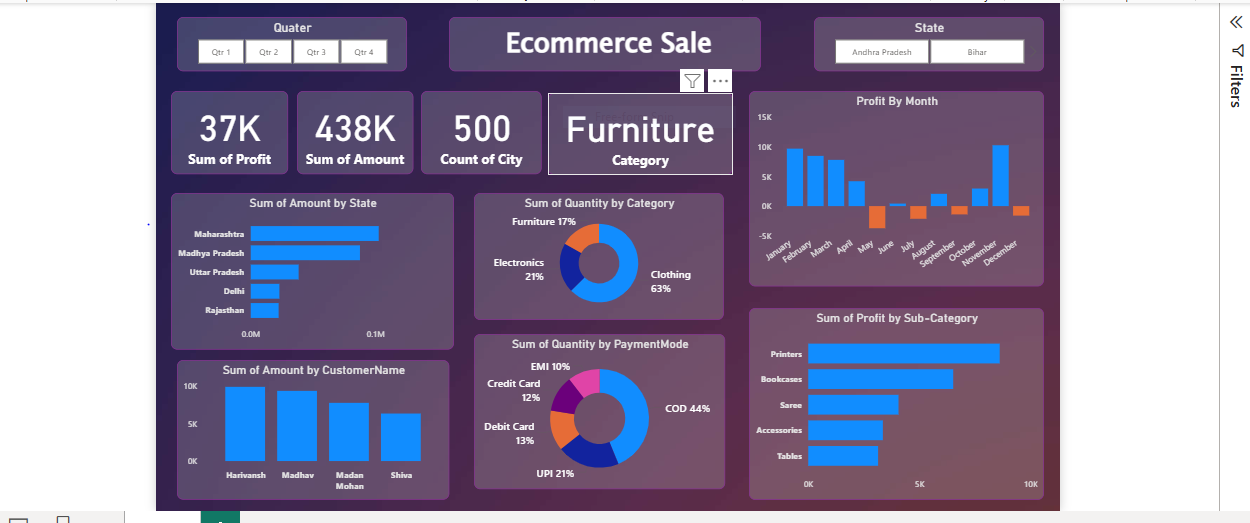 Quater
Qtr 1 Qtr 2 Qtr 3 Qtr 4
Ecommerce Sale
State
Andhra Pradesh Bihar
Filters
37K
Sum of Profit
438K
Sum of Amount
500
Count of City
Furniture
Category
Profit By Month
15K
10K
5K
0K
-5K
January February March April May June July August September October November December
Sum of Amount by State
Maharashtra
Madhya Pradesh
Uttar Pradesh
Delhi
Rajasthan
0.0M 0.1M
Sum of Quantity by Category
Furniture 17%
Electronics
21%
Clothing
63%
Sum of Profit by Sub-Category
Printers
Bookcases
Saree
Accessories
Tables
0K 5K 10K
Sum of Amount by CustomerName
10K
5K
0K
Harivansh Madhav Madan
Mohan Shiva
Sum of Quantity by PaymentMode
EMI 10%
Credit Card
12%
Debit Card
13%
UPI 21%
COD 44%